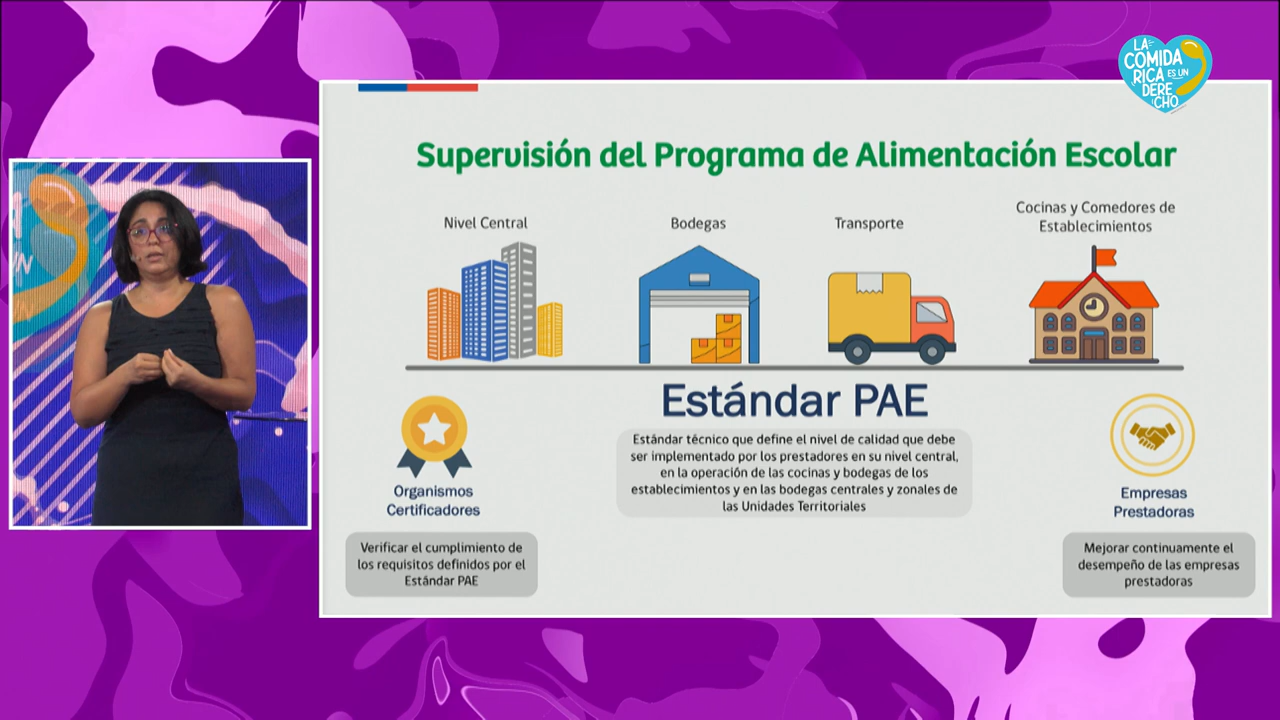 LA
COMIDA
RICA
ES UN
DERE
CHO
Supervisión del Programa de Alimentación Escolar
Nivel Central
Bodegas
Transporte
Cocinas y Comedores de
Establecimientos
Estándar PAE
Estándar técnico que define el nivel de calidad que debe
ser implementado por los prestadores en su nivel central,
en la operación de las cocinas y bodegas de los
establecimientos y en las bodegas centrales y zonales de
las Unidades Territoriales
Organismos
Certificadores
Verificar el cumplimiento de
los requisitos definidos por el
Estándar PAE
Empresas
Prestadoras
Mejorar continuamente el
desempeño de las empresas
prestadoras